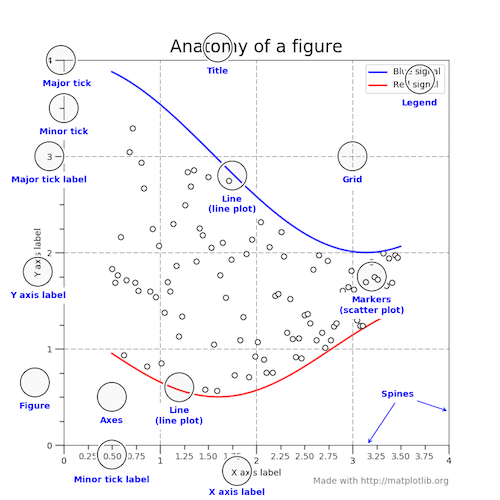 Anatomy of a figure
Title
Blue signal
Red signal
Legend
4
Major tick
Minor tick
3
Major tick label
Grid
Line
(line plot)
2
Y axis label
Y axis label
Markers
(scatter plot)
1
Figure
Axes
Line
(line plot)
Spines
0
0
0.25
0.50
0.75
1
1.25
1.50
1.75
2
2.25
2.50
2.75
3
3.25
3.50
3.75
4
Minor tick label
X axis label
X axis label
Made with http://matplotlib.org